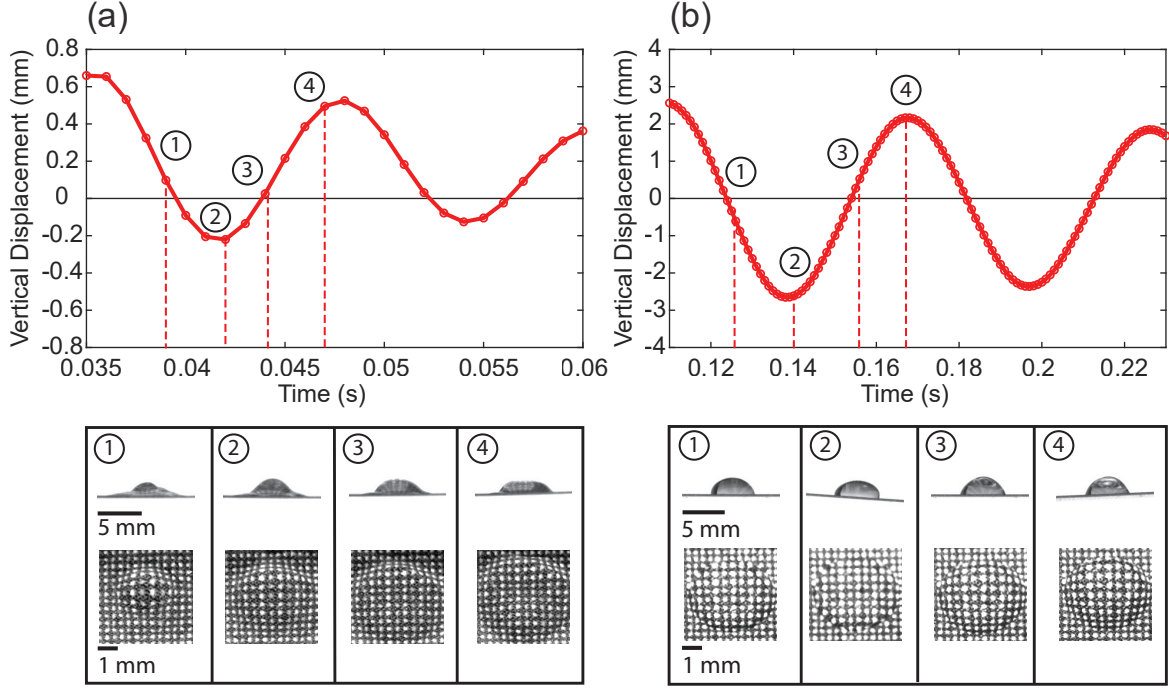 (a)
Vertical Displacement (mm)
0.8
0.6
0.4
0.2
0
-0.2
-0.4
-0.6
-0.8
1
2
3
4
0.035 0.04 0.045 0.05 0.055 0.06
Time (s)
1 2 3 4
5 mm
1 mm
(b)
Vertical Displacement (mm)
4
3
2
1
0
-1
-2
-3
-4
1
2
3
4
0.12 0.14 0.16 0.18 0.2 0.22
Time (s)
1 2 3 4
5 mm
1 mm